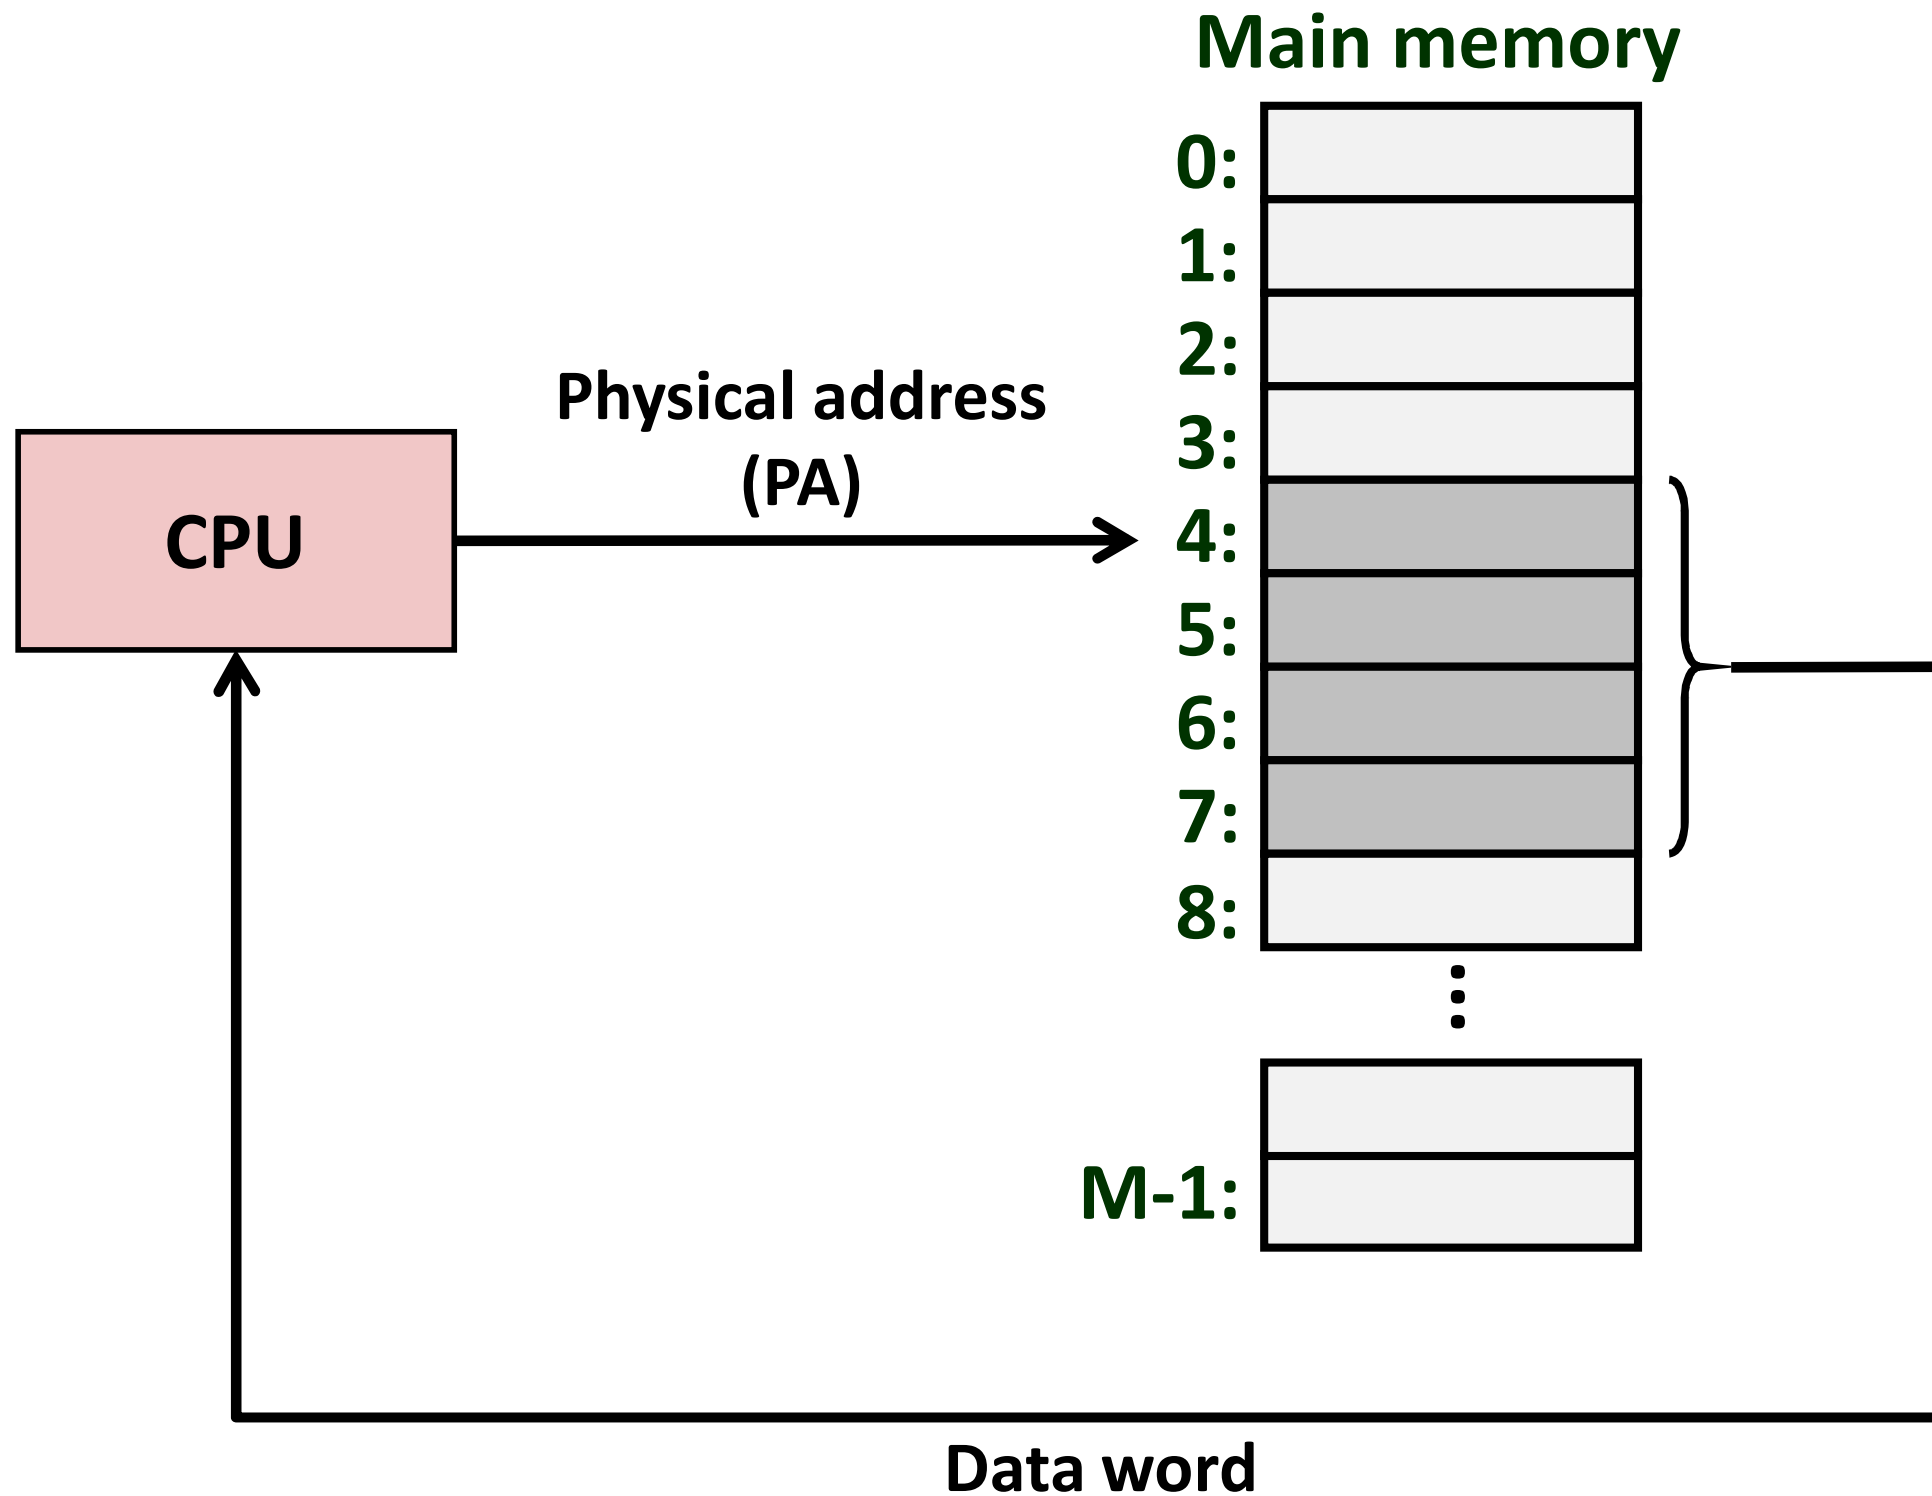 Main memory
0:
1:
2:
Physical address
(PA)
3:
CPU
4:
5:
6:
7:
8:
M-1:
Data word